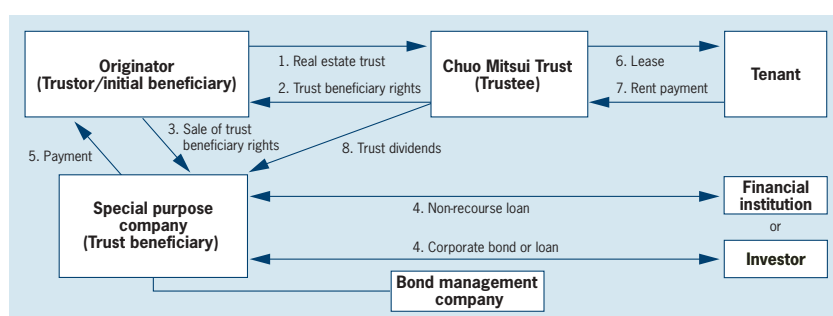 Originator
(Trustor/initial beneficiary)
1. Real estate trust
2. Trust beneficiary rights
Chuo Mitsui Trust
(Trustee)
6. Lease
7. Rent payment
Tenant
3. Sale of trust
beneficiary rights
5. Payment
8. Trust dividends
Special purpose
company
(Trust beneficiary)
4. Non-recourse loan
Financial
institution
or
4. Corporate bond or loan
Investor
Bond management
company